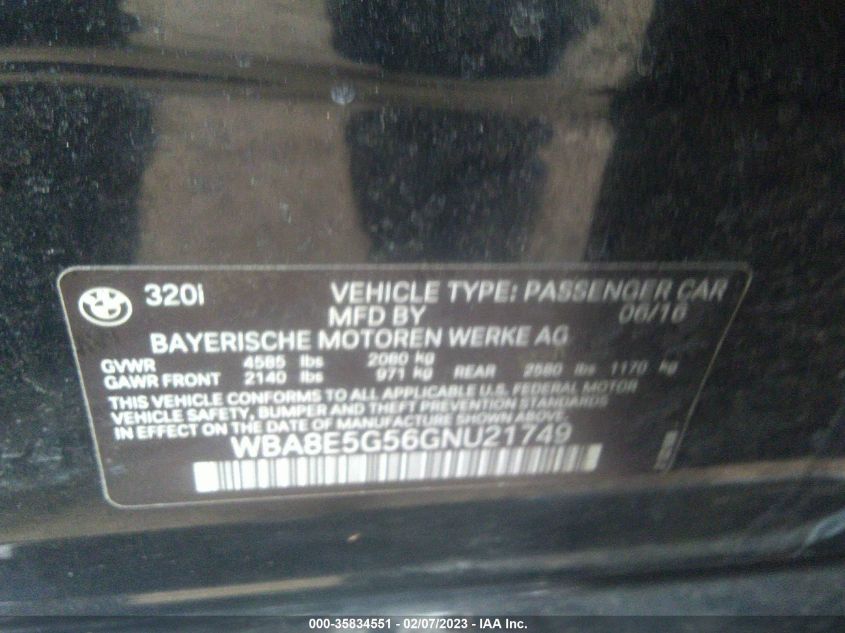 320i VEHICLE TYPE: PASSENGER CAR
MFD BY 06/16
BAYERISCHE MOTOREN WERKE AG
GVWR 4585 lbs 2080 kg
GAWR FRONT 2140 lbs 971 kg REAR 2580 lbs 1170 kg
THIS VEHICLE CONFORMS TO ALL APPLICABLE U.S. FEDERAL MOTOR
VEHICLE SAFETY, BUMPER AND THEFT PREVENTION STANDARDS
IN EFFECT ON THE DATE OF MANUFACTURE SHOWN ABOVE.
WBA8E5G56GNU21749
000-35834551 - 02/07/2023 - IAA Inc.